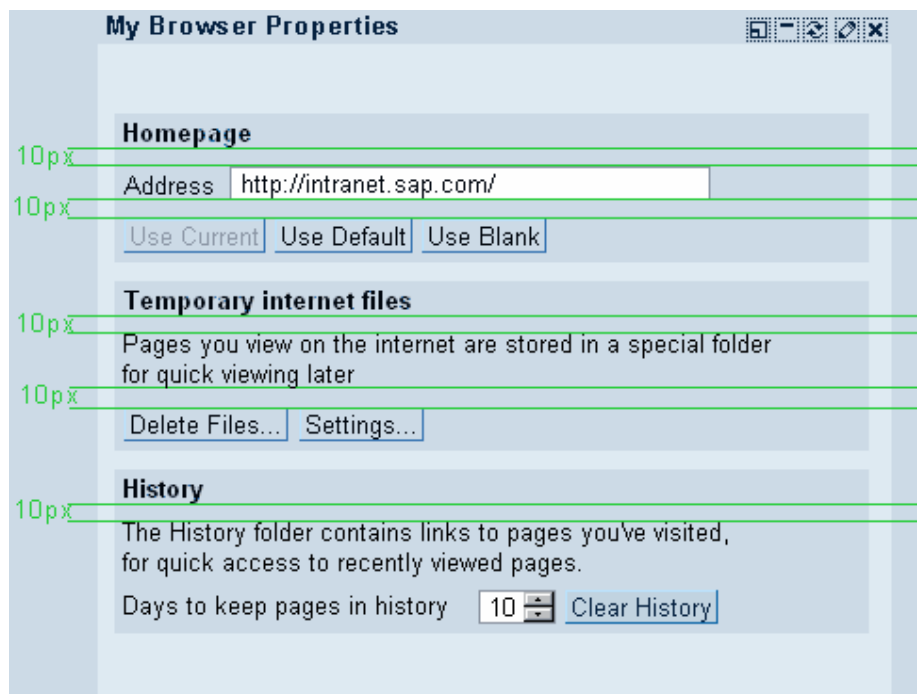 My Browser Properties
Homepage
10px
Address http://intranet.sap.com/
10px
Use Current Use Default Use Blank
Temporary internet files
10px
Pages you view on the internet are stored in a special folder
for quick viewing later
10px
Delete Files... Settings...
History
10px
The History folder contains links to pages you've visited,
for quick access to recently viewed pages.
Days to keep pages in history 10 Clear History